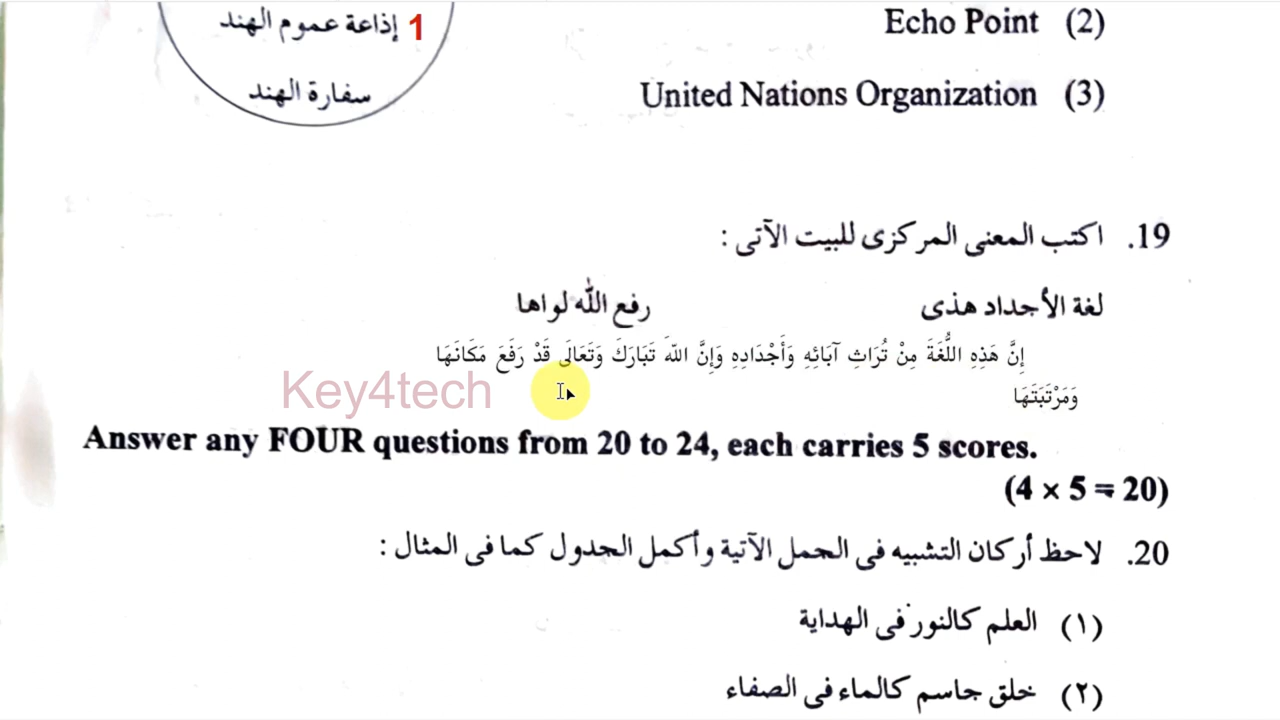 Echo Point (2)
1 إذاعة عموم الهند
United Nations Organization (3)
سفارة الهند
19. اكتب المعنى المركزى للبيت الآتى :
لغة الأجداد هذى رفع الله لواها
إِنَّ هَذِهِ اللُّغَةَ مِنْ تُرَاثِ آبَائِهِ وَأَجْدَادِهِ وَإِنَّ اللهَ تَبَارَكَ وَتَعَالَى قَدْ رَفَعَ مَكَانَهَا
وَمَرْتَبَتَهَا
Key4tech
Answer any FOUR questions from 20 to 24, each carries 5 scores.
(4 × 5 = 20)
20. لاحظ أركان التشبيه فى الجمل الآتية وأكمل الجدول كما فى المثال :
(١) العلم كالنور فى الهداية
(٢) خلق جاسم كالماء فى الصفاء